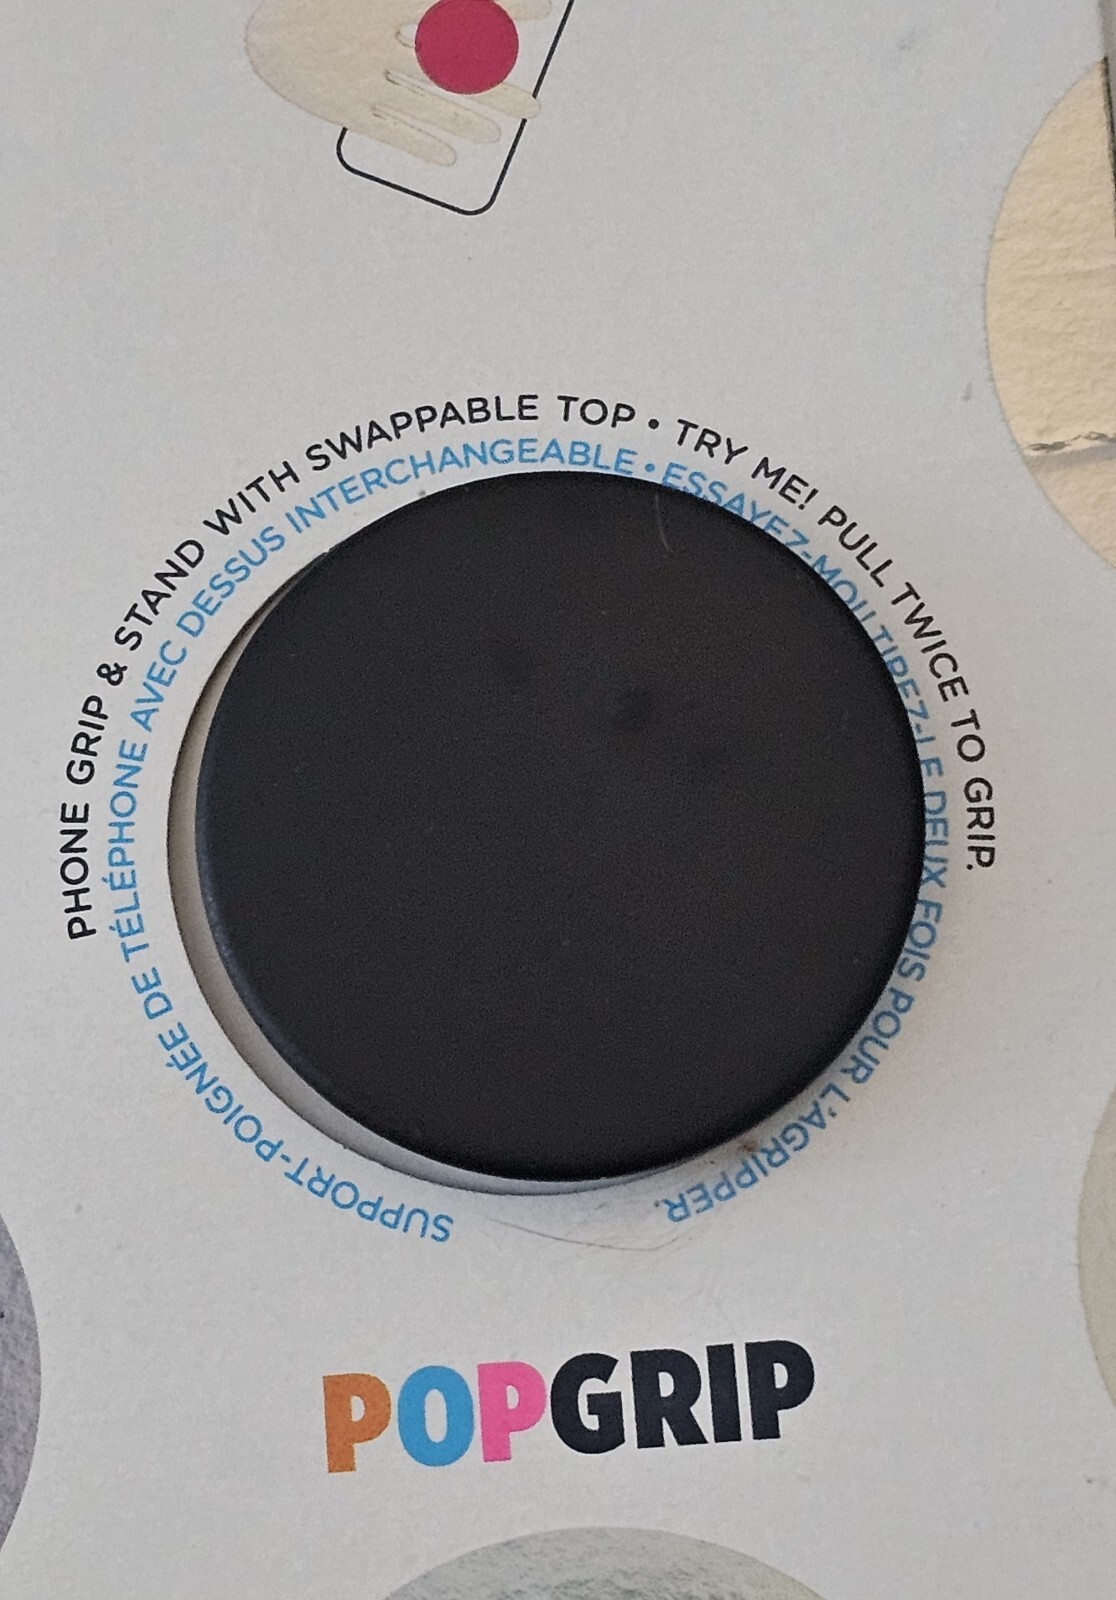 PHONE GRIP & STAND WITH SWAPPABLE TOP • TRY ME! PULL TWICE TO GRIP.
SUPPORT-POIGNÉE DE TÉLÉPHONE AVEC DESSUS INTERCHANGEABLE • ESSAYEZ-MOI! TIREZ-LE DEUX FOIS POUR L'AGRIPPER.
POPGRIP